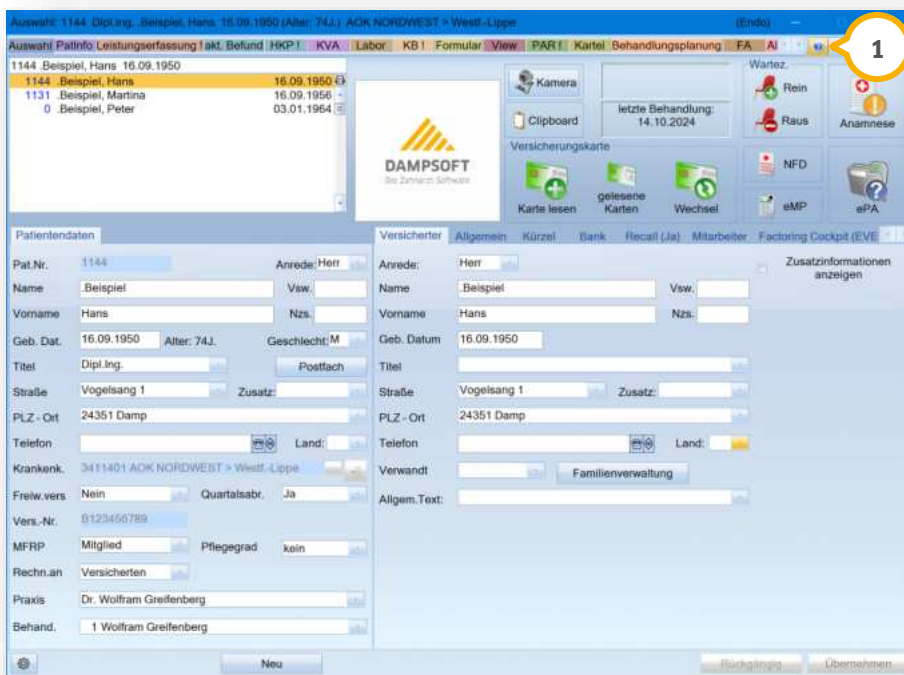 Auswahl: 1144 Dipl.Ing. .Beispiel, Hans 16.09.1950 (Alter: 74J.) AOK NORDWEST > Westf.-Lippe (Endo)
Auswahl Patinfo Leistungserfassung ! akt. Befund HKP ! KVA Labor KB ! Formular View PAR ! Kartei Behandlungsplanung FA
1
1144 .Beispiel, Hans 16.09.1950
1144 .Beispiel, Hans 16.09.1950
1131 .Beispiel, Martina 16.09.1956
0 .Beispiel, Peter 03.01.1964
DAMPSOFT
Die Zahnarzt-Software
Kamera
Clipboard
letzte Behandlung:
14.10.2024
Wartez.
Rein
Raus
Anamnese
Versicherungskarte
Karte lesen
gelesene
Karten
Wechsel
NFD
eMP
ePA
Patientendaten
Pat.Nr. 1144 Anrede: Herr
Name .Beispiel Vsw.
Vorname Hans Nzs.
Geb. Dat. 16.09.1950 Alter: 74J. Geschlecht: M
Titel Dipl.Ing. Postfach
Straße Vogelsang 1 Zusatz:
PLZ - Ort 24351 Damp
Telefon Land:
Krankenk. 3411401 AOK NORDWEST > Westf.-Lippe
Freiw.vers Nein Quartalsabr. Ja
Vers.-Nr. B123456789
MFRP Mitglied Pflegegrad kein
Rechn.an Versicherten
Praxis Dr. Wolfram Greifenberg
Behand. 1 Wolfram Greifenberg
Versicherter Allgemein Kürzel Bank Recall (Ja) Mitarbeiter Factoring Cockpit (EVE
Anrede: Herr Zusatzinformationen
anzeigen
Name .Beispiel Vsw.
Vorname Hans Nzs.
Geb. Datum 16.09.1950
Titel
Straße Vogelsang 1 Zusatz:
PLZ - Ort 24351 Damp
Telefon Land:
Verwandt Familienverwaltung
Allgem.Text:
Neu Rückgängig Übernehmen